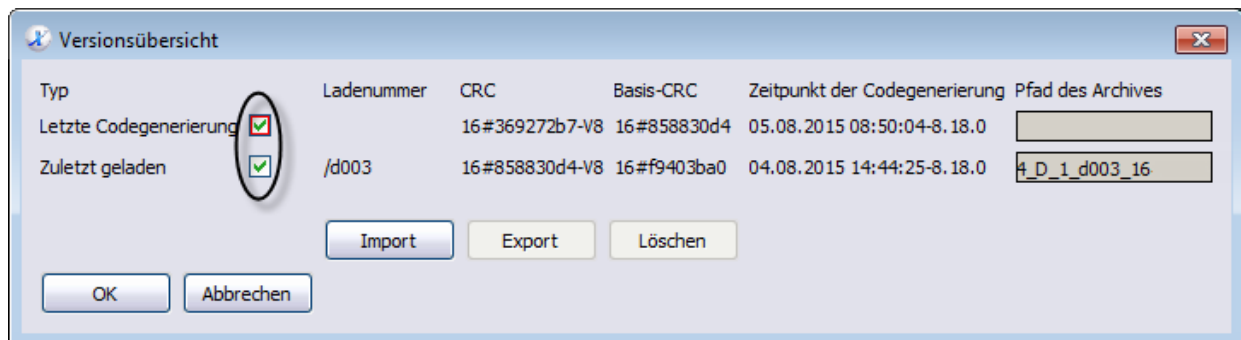 Versionsübersicht
Typ Ladenummer CRC Basis-CRC Zeitpunkt der Codegenerierung Pfad des Archives
Letzte Codegenerierung 16#369272b7-V8 16#858830d4 05.08.2015 08:50:04-8.18.0
Zuletzt geladen /d003 16#858830d4-V8 16#f9403ba0 04.08.2015 14:44:25-8.18.0 4_D_1_d003_16
Import Export Löschen
OK Abbrechen